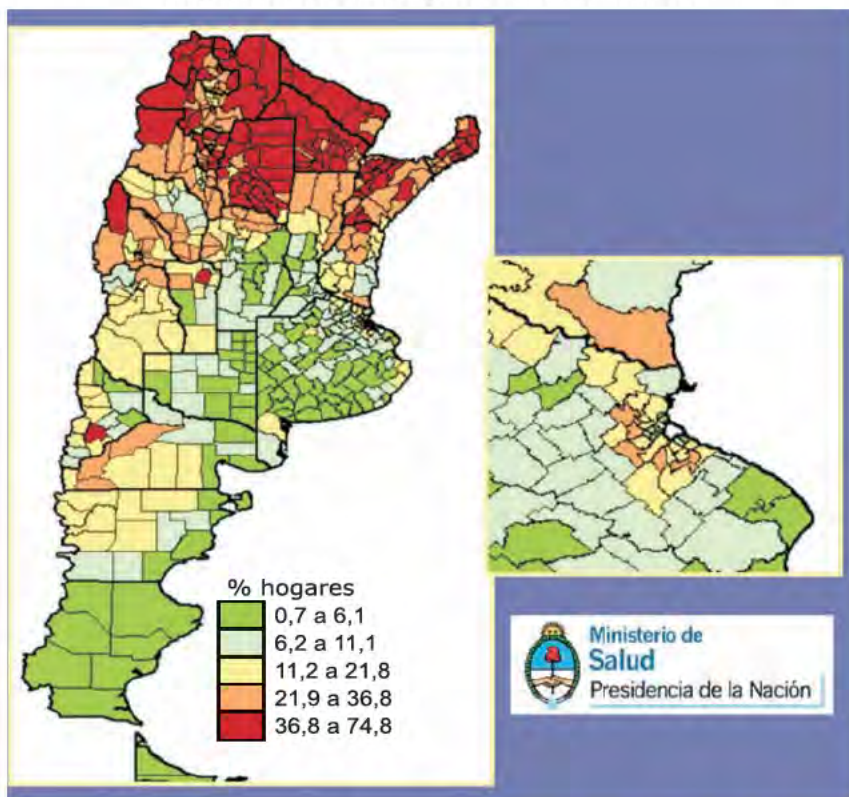 % hogares
0,7 a 6,1
6,2 a 11,1
11,2 a 21,8
21,9 a 36,8
36,8 a 74,8
Ministerio de
Salud
Presidencia de la Nación